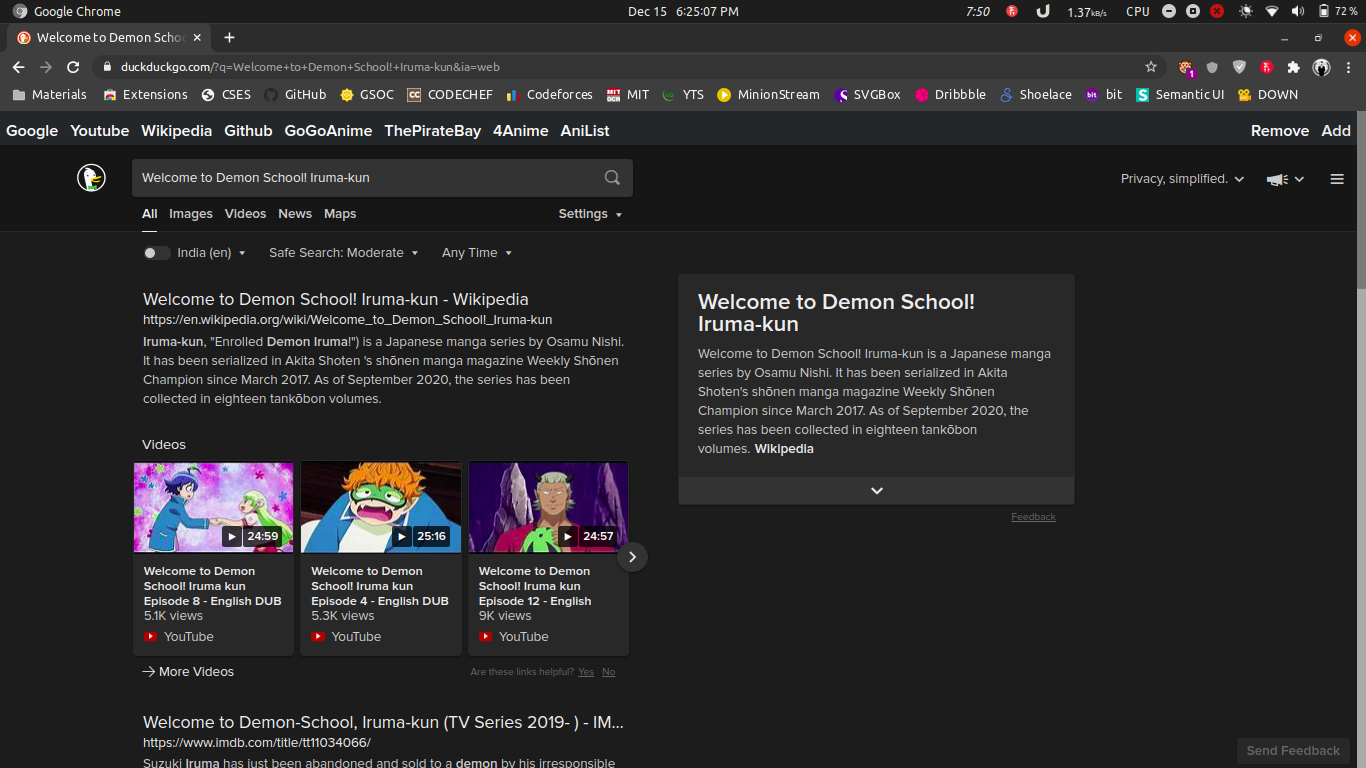 Google Chrome
Dec 15 6:25:07 PM
7:50
1.37kB/s
CPU
72 %
Welcome to Demon Scho
duckduckgo.com/?q=Welcome+to+Demon+School!+Iruma-kun&ia=web
1
Materials Extensions CSES GitHub GSOC CODECHEF Codeforces MIT YTS MinionStream SVGBox Dribbble Shoelace bit Semantic UI DOWN
Google Youtube Wikipedia Github GoGoAnime ThePirateBay 4Anime AniList Remove Add
Welcome to Demon School! Iruma-kun
Privacy, simplified.
All Images Videos News Maps Settings
India (en) Safe Search: Moderate Any Time
Welcome to Demon School! Iruma-kun - Wikipedia
https://en.wikipedia.org/wiki/Welcome_to_Demon_School!_Iruma-kun
Iruma-kun, "Enrolled Demon Iruma!") is a Japanese manga series by Osamu Nishi.
It has been serialized in Akita Shoten 's shōnen manga magazine Weekly Shōnen
Champion since March 2017. As of September 2020, the series has been
collected in eighteen tankōbon volumes.
Videos
24:59
Welcome to Demon
School! Iruma kun
Episode 8 - English DUB
5.1K views
YouTube
25:16
Welcome to Demon
School! Iruma kun
Episode 4 - English DUB
5.3K views
YouTube
24:57
Welcome to Demon
School! Iruma kun
Episode 12 - English
9K views
YouTube
More Videos
Are these links helpful? Yes No
Welcome to Demon-School, Iruma-kun (TV Series 2019- ) - IM...
https://www.imdb.com/title/tt11034066/
Suzuki Iruma has just been abandoned and sold to a demon by his irresponsible
Welcome to Demon School!
Iruma-kun
Welcome to Demon School! Iruma-kun is a Japanese manga
series by Osamu Nishi. It has been serialized in Akita
Shoten's shōnen manga magazine Weekly Shōnen
Champion since March 2017. As of September 2020, the
series has been collected in eighteen tankōbon
volumes. Wikipedia
Feedback
Send Feedback